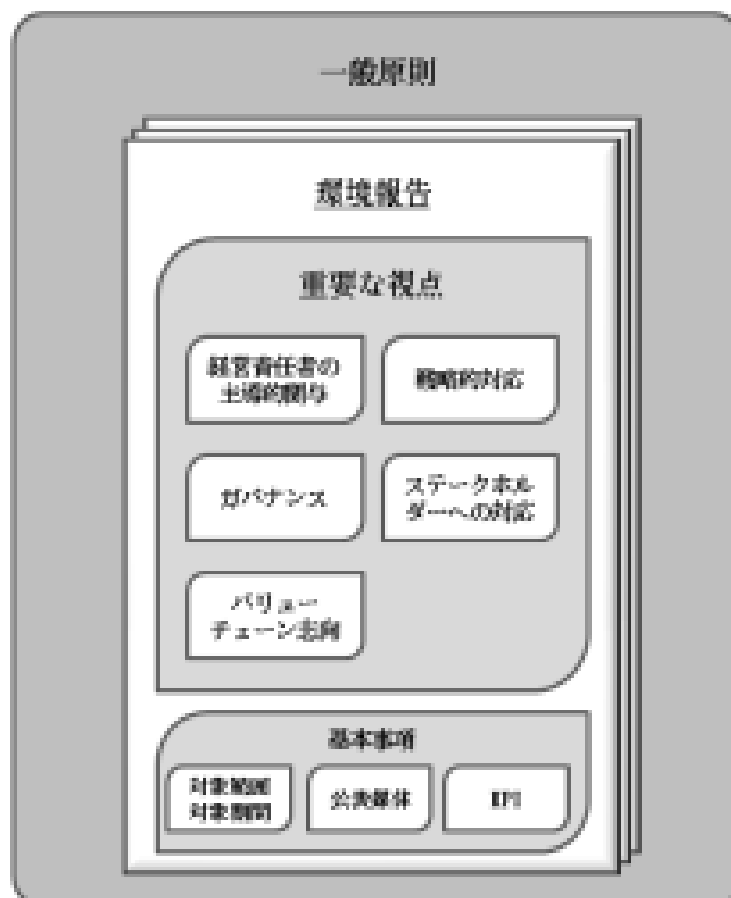 一般原則
環境報告
重要な視点
経営責任者の
主導的関与
戦略的対応
ガバナンス
ステークホル
ダーへの対応
バリュー
チェーン志向
基本事項
対象範囲
対象期間
公表媒体
KPI